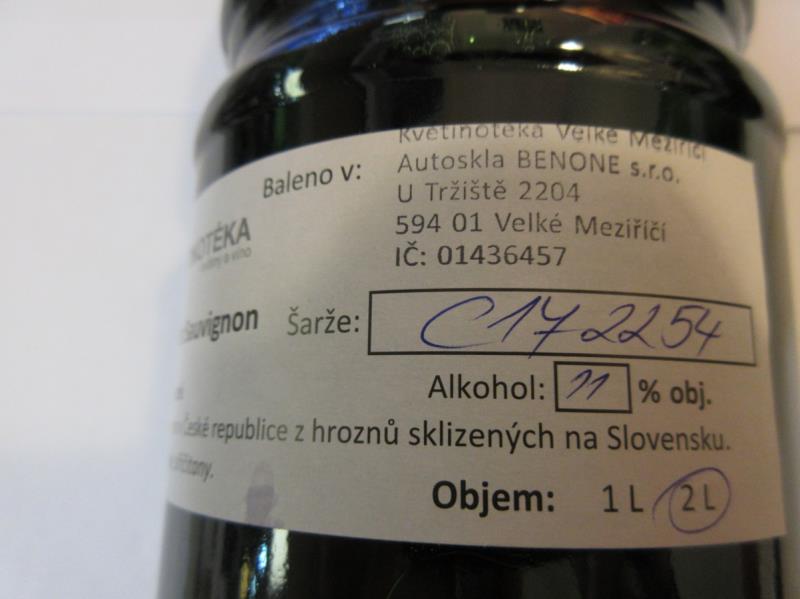 Květinotéka Velké Meziříčí
Baleno v: Autoskla BENONE s.r.o.
U Tržiště 2204
594 01 Velké Meziříčí
IČ: 01436457
Sauvignon Šarže: C172254
Alkohol: 11 % obj.
České republice z hroznů sklizených na Slovensku.
Objem: 1 L 2 L